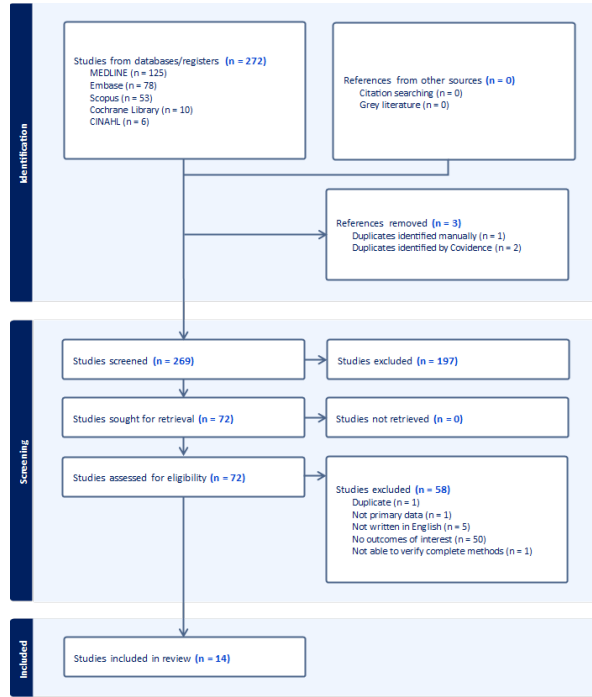 Identification
Studies from databases/registers (n = 272)
MEDLINE (n = 125)
Embase (n = 78)
Scopus (n = 53)
Cochrane Library (n = 10)
CINAHL (n = 6)
References from other sources (n = 0)
Citation searching (n = 0)
Grey literature (n = 0)
References removed (n = 3)
Duplicates identified manually (n = 1)
Duplicates identified by Covidence (n = 2)
Screening
Studies screened (n = 269)
Studies excluded (n = 197)
Studies sought for retrieval (n = 72)
Studies not retrieved (n = 0)
Studies assessed for eligibility (n = 72)
Studies excluded (n = 58)
Duplicate (n = 1)
Not primary data (n = 1)
Not written in English (n = 5)
No outcomes of interest (n = 50)
Not able to verify complete methods (n = 1)
Included
Studies included in review (n = 14)